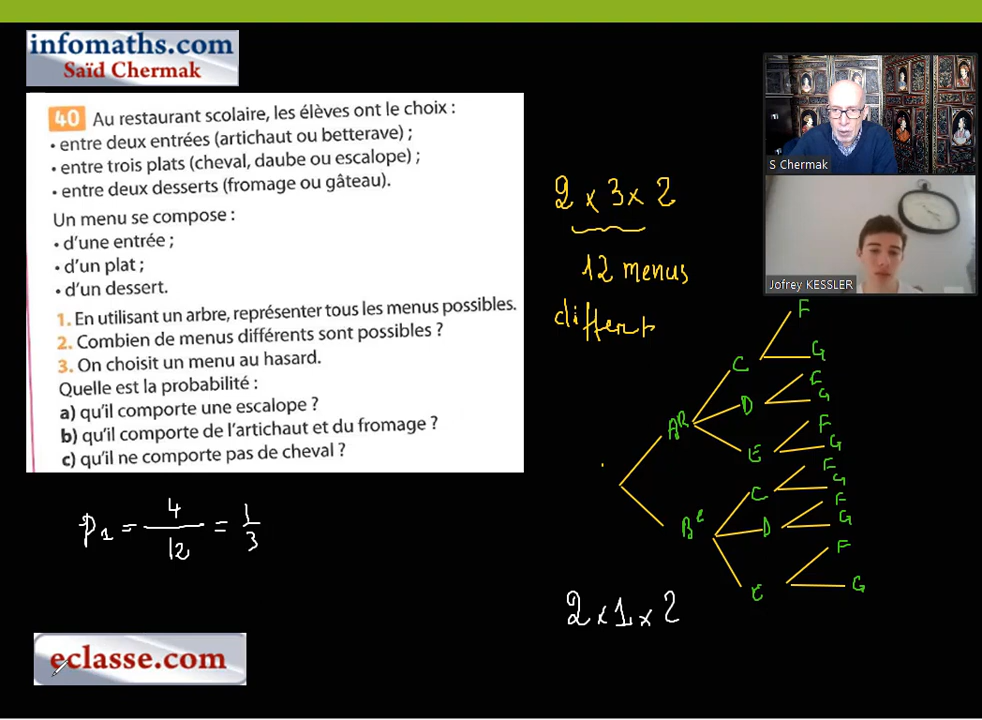 infomaths.com
Saïd Chermak
40 Au restaurant scolaire, les élèves ont le choix :
• entre deux entrées (artichaut ou betterave) ;
• entre trois plats (cheval, daube ou escalope) ;
• entre deux desserts (fromage ou gâteau).
Un menu se compose :
• d'une entrée ;
• d'un plat ;
• d'un dessert.
1. En utilisant un arbre, représenter tous les menus possibles.
2. Combien de menus différents sont possibles ?
3. On choisit un menu au hasard.
Quelle est la probabilité :
a) qu'il comporte une escalope ?
b) qu'il comporte de l'artichaut et du fromage ?
c) qu'il ne comporte pas de cheval ?
P1 = 4/12 = 1/3
eclasse.com
S Chermak
Jofrey KESSLER
2 x 3 x 2
12 menus
different
F
C
G
F
D
G
AR
F
E
G
F
C
G
F
Be
D
G
F
E
G
2 x 1 x 2